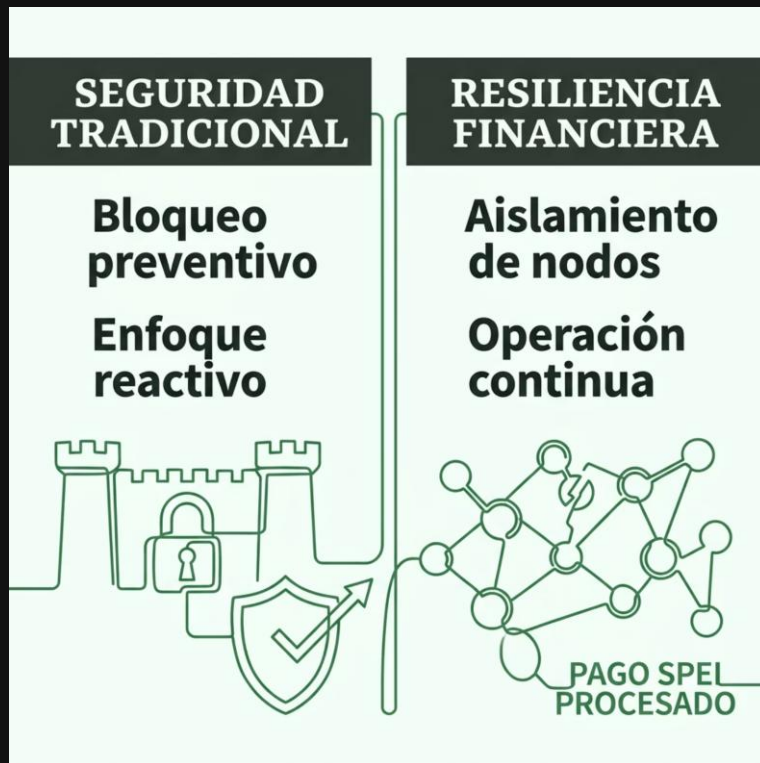 SEGURIDAD
TRADICIONAL
Bloqueo
preventivo
Enfoque
reactivo
RESILIENCIA
FINANCIERA
Aislamiento
de nodos
Operación
continua
PAGO SPEI
PROCESADO